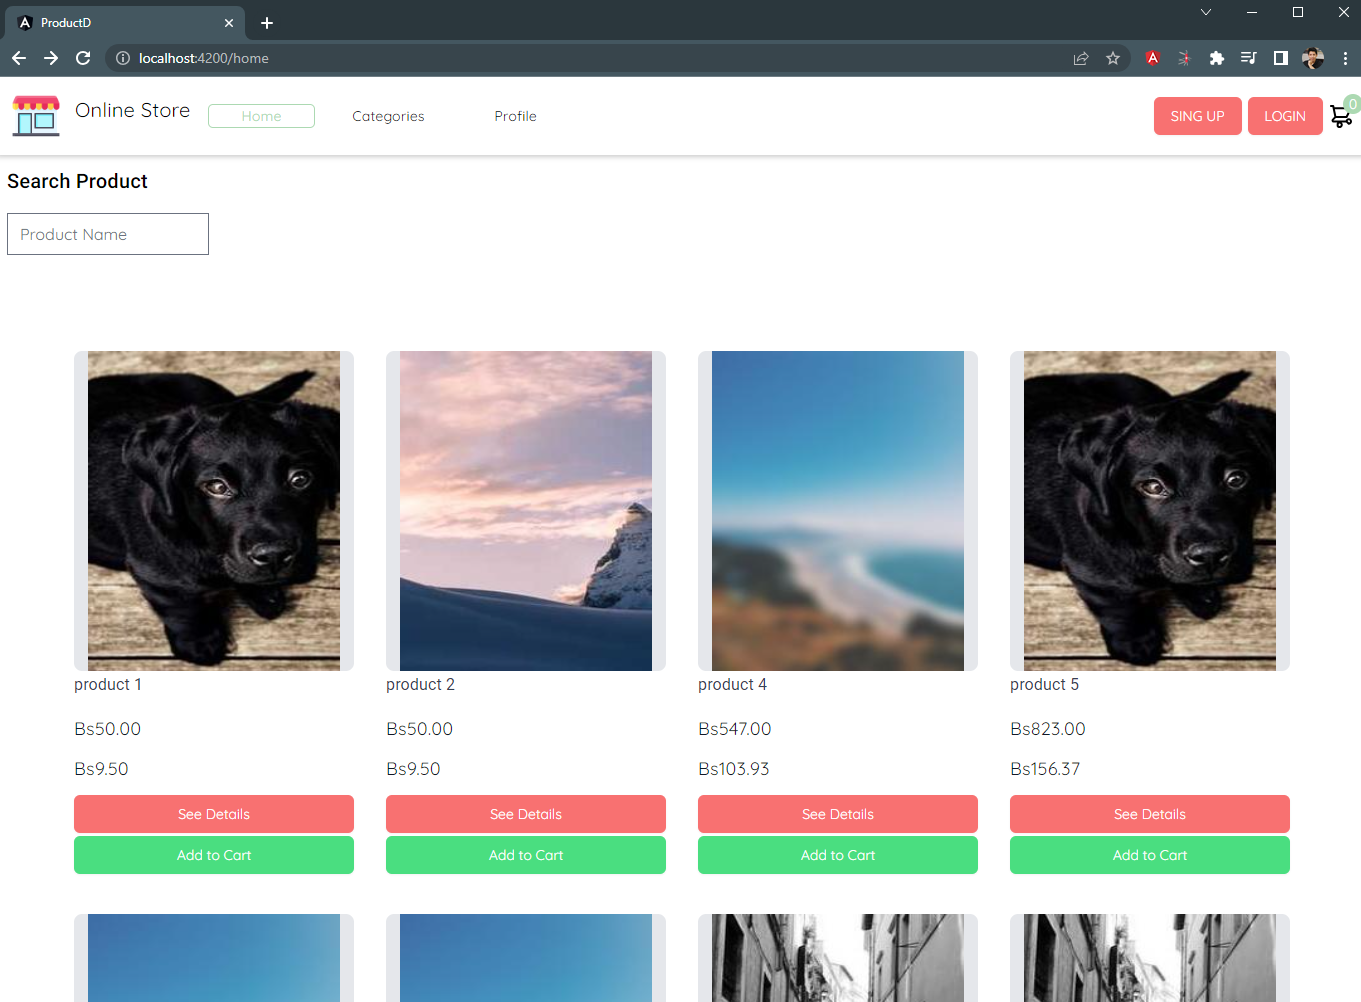 ProductD
localhost:4200/home
Online Store
Home
Categories
Profile
SING UP
LOGIN
0
Search Product
Product Name
product 1
product 2
product 4
product 5
Bs50.00
Bs50.00
Bs547.00
Bs823.00
Bs9.50
Bs9.50
Bs103.93
Bs156.37
See Details
See Details
See Details
See Details
Add to Cart
Add to Cart
Add to Cart
Add to Cart